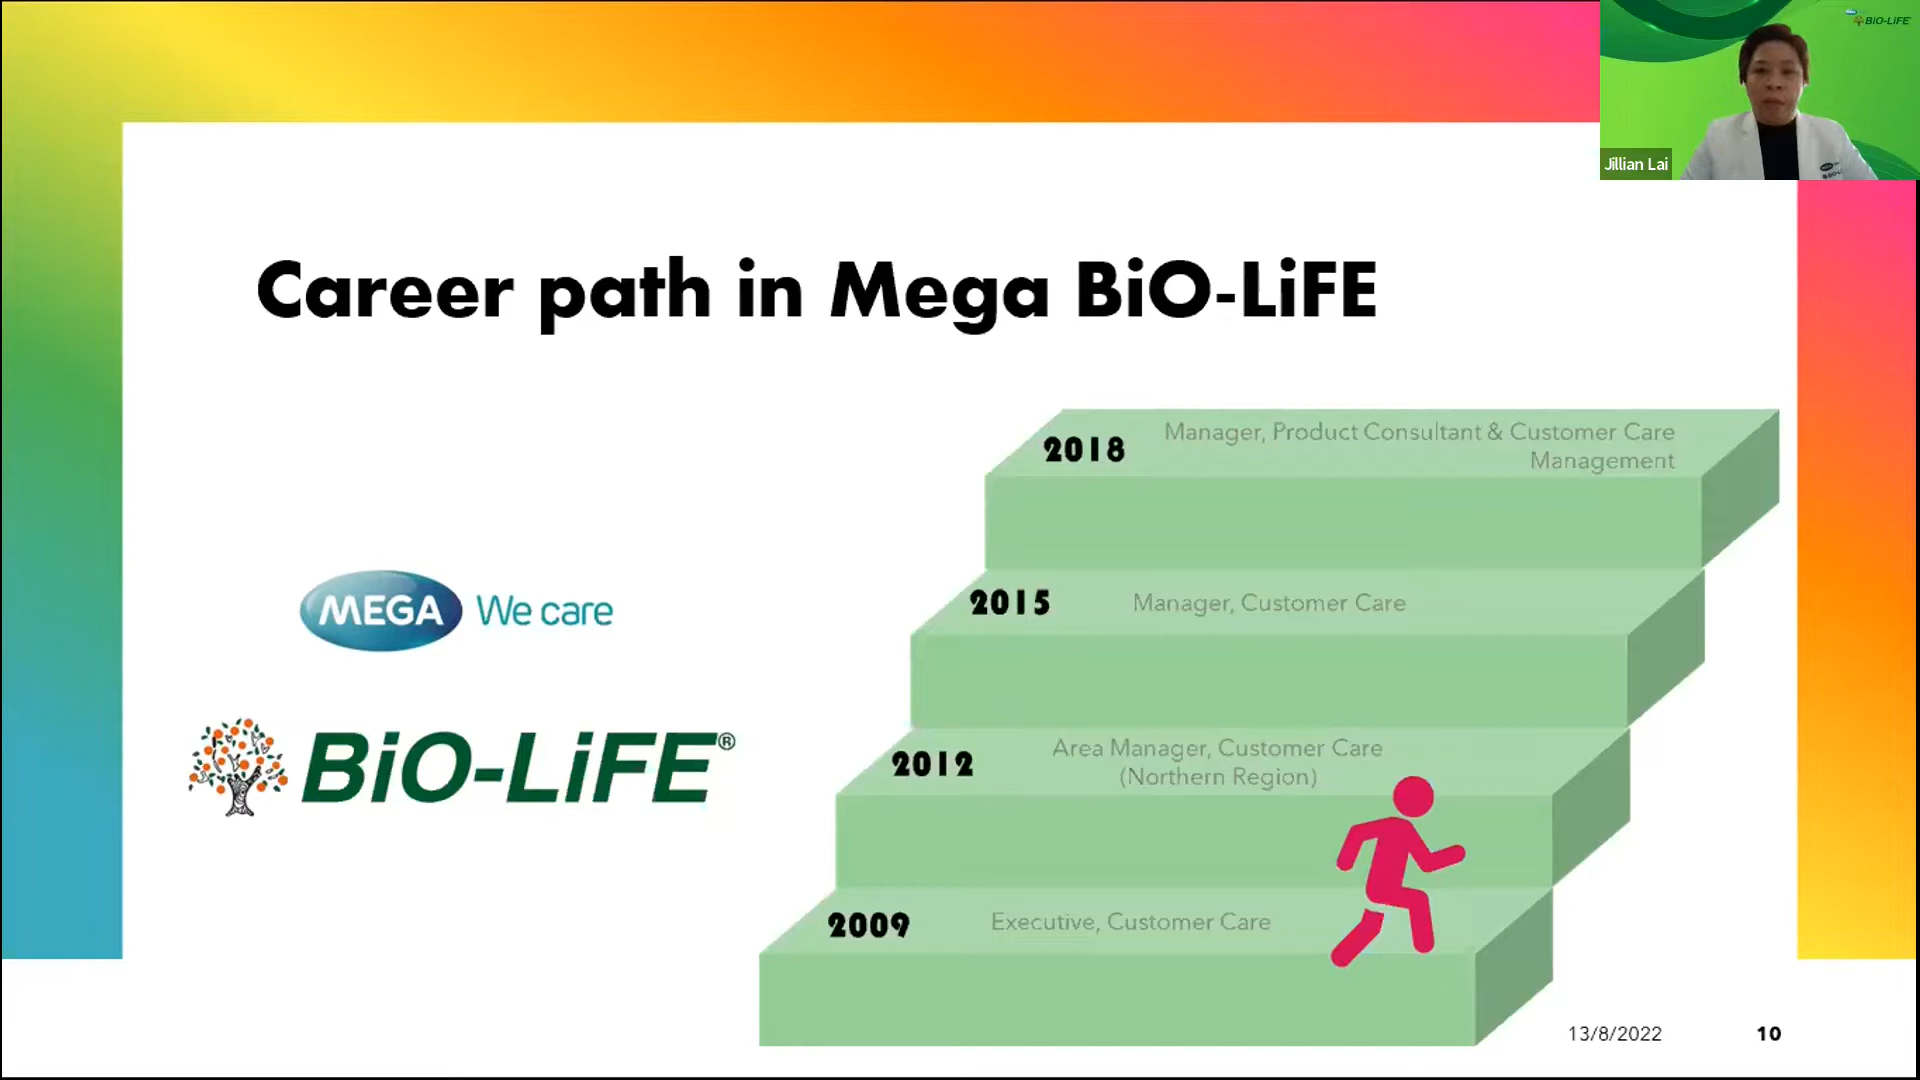 BiO-LiFE
Jillian Lai
Career path in Mega BiO-LiFE
2018
Manager, Product Consultant & Customer Care
Management
2015
Manager, Customer Care
MEGA We care
BiO-LiFE®
2012
Area Manager, Customer Care
(Northern Region)
2009
Executive, Customer Care
13/8/2022
10